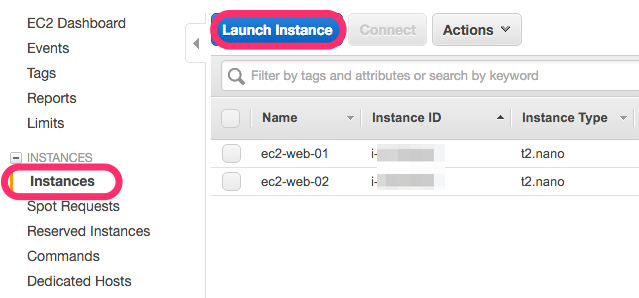 EC2 Dashboard
Events
Tags
Reports
Limits
INSTANCES
Instances
Spot Requests
Reserved Instances
Commands
Dedicated Hosts
Launch Instance Connect Actions
Filter by tags and attributes or search by keyword
Name Instance ID Instance Type
ec2-web-01 i- t2.nano
ec2-web-02 i- t2.nano